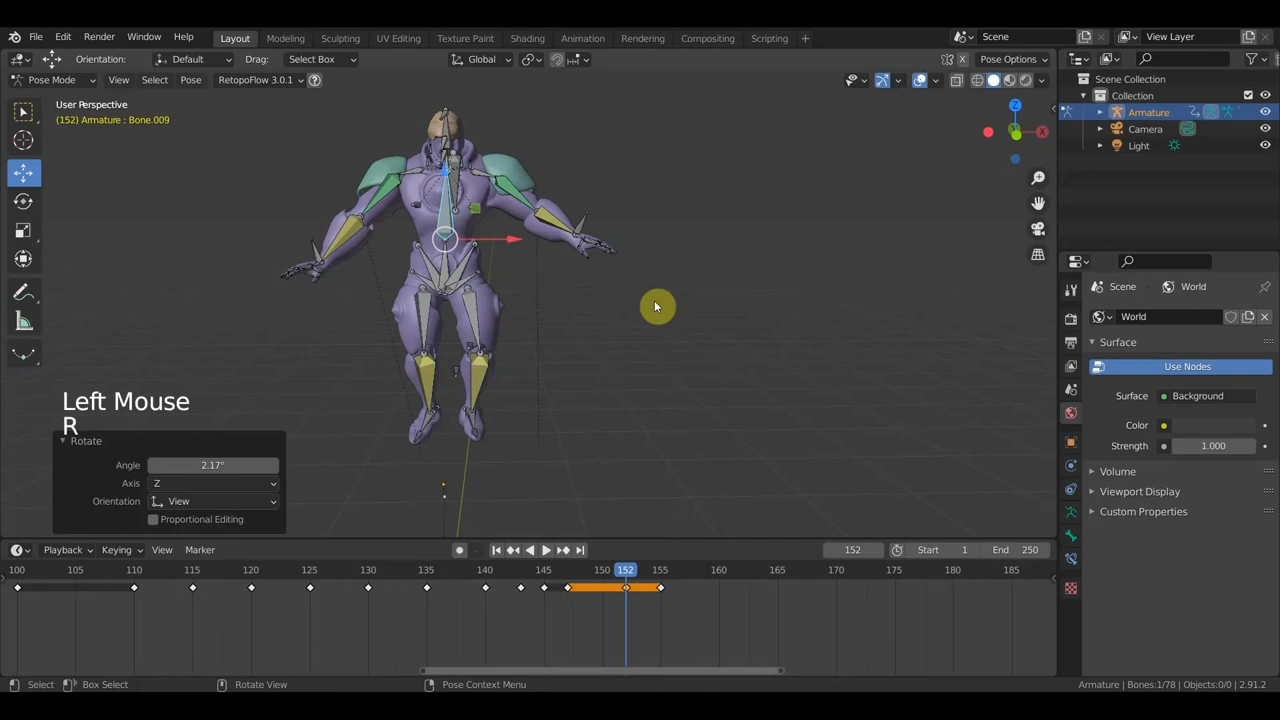 File Edit Render Window Help Layout Modeling Sculpting UV Editing Texture Paint Shading Animation Rendering Compositing Scripting + Scene View Layer
Orientation: Default Drag: Select Box Global Pose Options
Pose Mode View Select Pose RetopoFlow 3.0.1
Scene Collection
Collection
Armature
Camera
Light
User Perspective
(152) Armature : Bone.009
Z
X
Scene World
World
Surface
Use Nodes
Surface Background
Color
Strength 1.000
Volume
Viewport Display
Custom Properties
Left Mouse
R
Rotate
Angle 2.17°
Axis Z
Orientation View
Proportional Editing
Playback Keying View Marker 152 Start 1 End 250
100 105 110 115 120 125 130 135 140 145 150 152 155 160 165 170 175 180 185
Select Box Select Rotate View Pose Context Menu Armature | Bones:1/78 | Objects:0/0 | 2.91.2